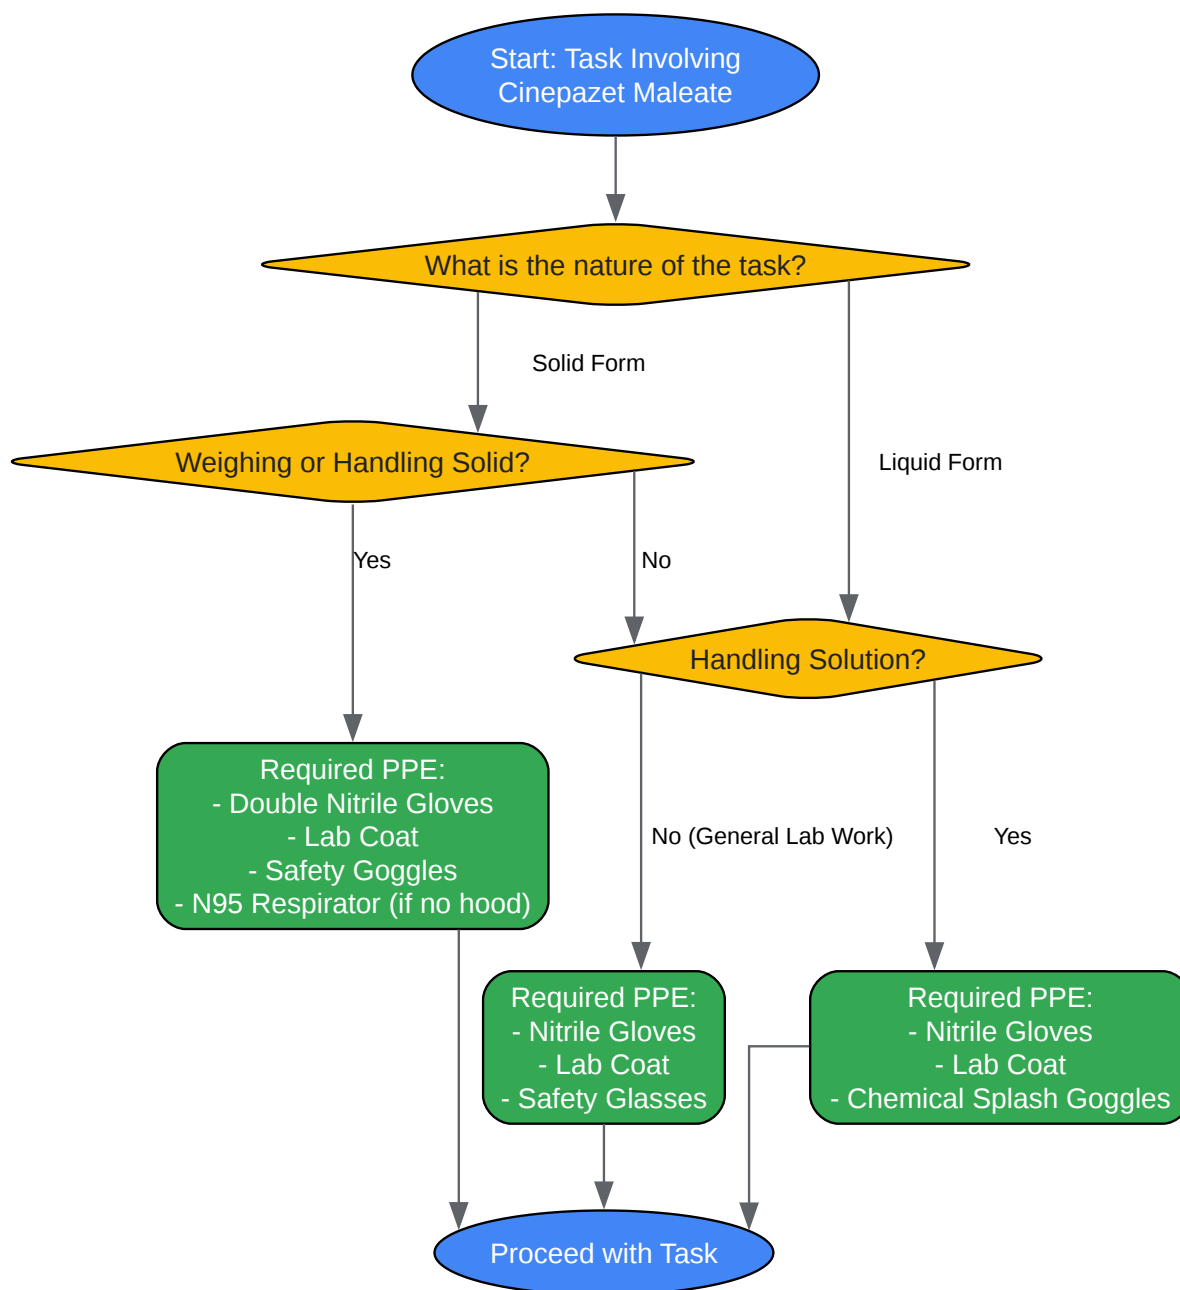 Start: Task Involving
Cinepazet Maleate
What is the nature of the task?
Solid Form
Weighing or Handling Solid?
Liquid Form
Yes
No
Handling Solution?
Required PPE:
- Double Nitrile Gloves
- Lab Coat
- Safety Goggles
- N95 Respirator (if no hood)
No (General Lab Work)
Yes
Required PPE:
- Nitrile Gloves
- Lab Coat
- Safety Glasses
Required PPE:
- Nitrile Gloves
- Lab Coat
- Chemical Splash Goggles
Proceed with Task